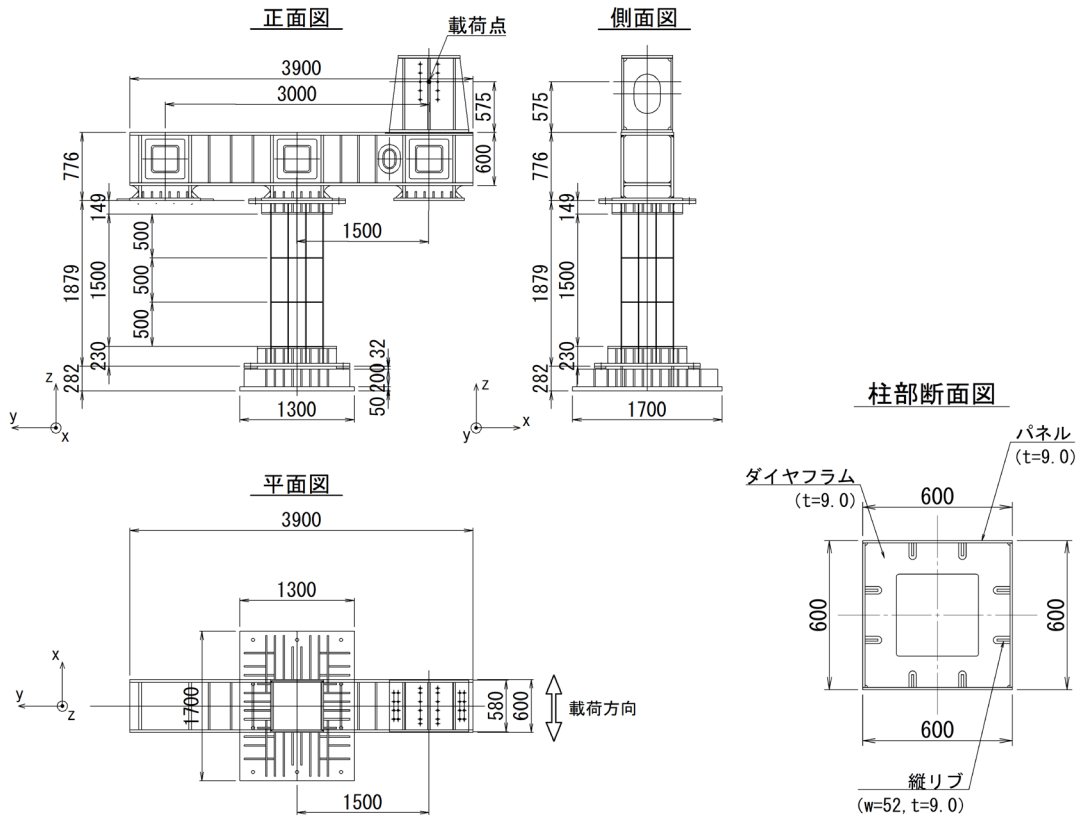 正面図
載荷点
3900
3000
575
776
600
149
500
1500
1879
1500
500
500
230
32
282
200
50
1300
z
y
x
側面図
575
776
149
1879
1500
230
282
1700
z
y
x
平面図
3900
1300
x
y
z
1700
580
600
載荷方向
1500
柱部断面図
パネル
(t=9.0)
ダイヤフラム
(t=9.0)
600
600
600
600
縦リブ
(w=52,t=9.0)